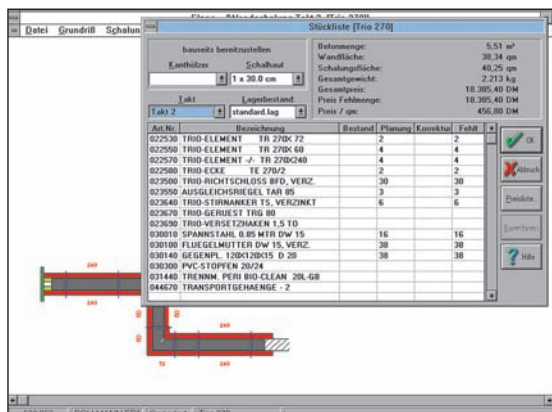 Datei Grundriß Schalun
Stückliste [Trio 270]
bauseits bereitzustellen
Kanthölzer Schalhaut
1 x 30.0 cm
Takt Lagerbestand
Takt 2 standard.lag
Betonmenge: 5,51 m³
Wandfläche: 38,34 qm
Schalungsfläche: 40,25 qm
Gesamtgewicht: 2.213 kg
Gesamtpreis: 18.385,40 DM
Preis Fehlmenge: 18.385,40 DM
Preis / qm: 456,80 DM
Art.Nr. Bezeichnung Bestand Planung Korrektur Fehlt
022530 TRIO-ELEMENT TR 270X 72 2 2
022550 TRIO-ELEMENT TR 270X 60 4 4
022570 TRIO-ELEMENT -/- TR 270X240 4 4
022580 TRIO-ECKE TE 270/2 2 2
023500 TRIO-RICHTSCHLOSS BFD, VERZ. 30 30
023550 AUSGLEICHSRIEGEL TAR 85 3 3
023640 TRIO-STIRNANKER TS, VERZINKT 6 6
023670 TRIO-GERUEST TRG 80
023690 TRIO-VERSETZHAKEN 1,5 TO
030010 SPANNSTAHL 0.85 MTR DW 15 16 16
030100 FLUEGELMUTTER DW 15, VERZ. 38 38
030140 GEGENPL. 120X120X15 D 20 38 38
030300 PVC-STOPFEN 20/24
031440 TRENNM. PERI BIO-CLEAN 20L-GB
044670 TRANSPORTGEHAENGE - 2
OK
Abbruch
Preisliste..
Hilfe
240
240
60
60
240
72
240